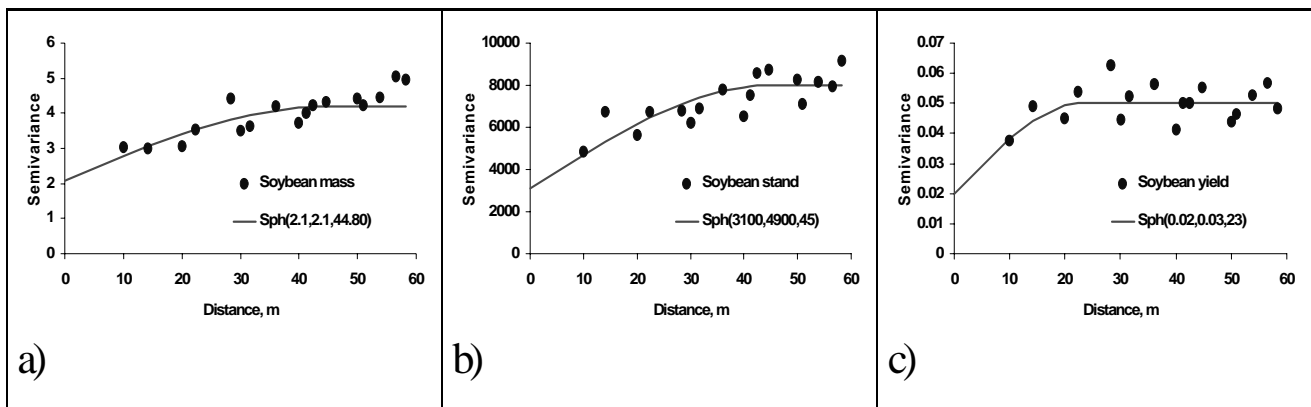 6
5
4
3
2
1
0
Semivariance
Soybean mass
Sph(2.1,2.1,44.80)
0 10 20 30 40 50 60
Distance, m
a)
10000
8000
6000
4000
2000
0
Semivariance
Soybean stand
Sph(3100,4900,45)
0 10 20 30 40 50 60
Distance, m
b)
0.07
0.06
0.05
0.04
0.03
0.02
0.01
0
Semivariance
Soybean yield
Sph(0.02,0.03,23)
0 10 20 30 40 50 60
Distance, m
c)